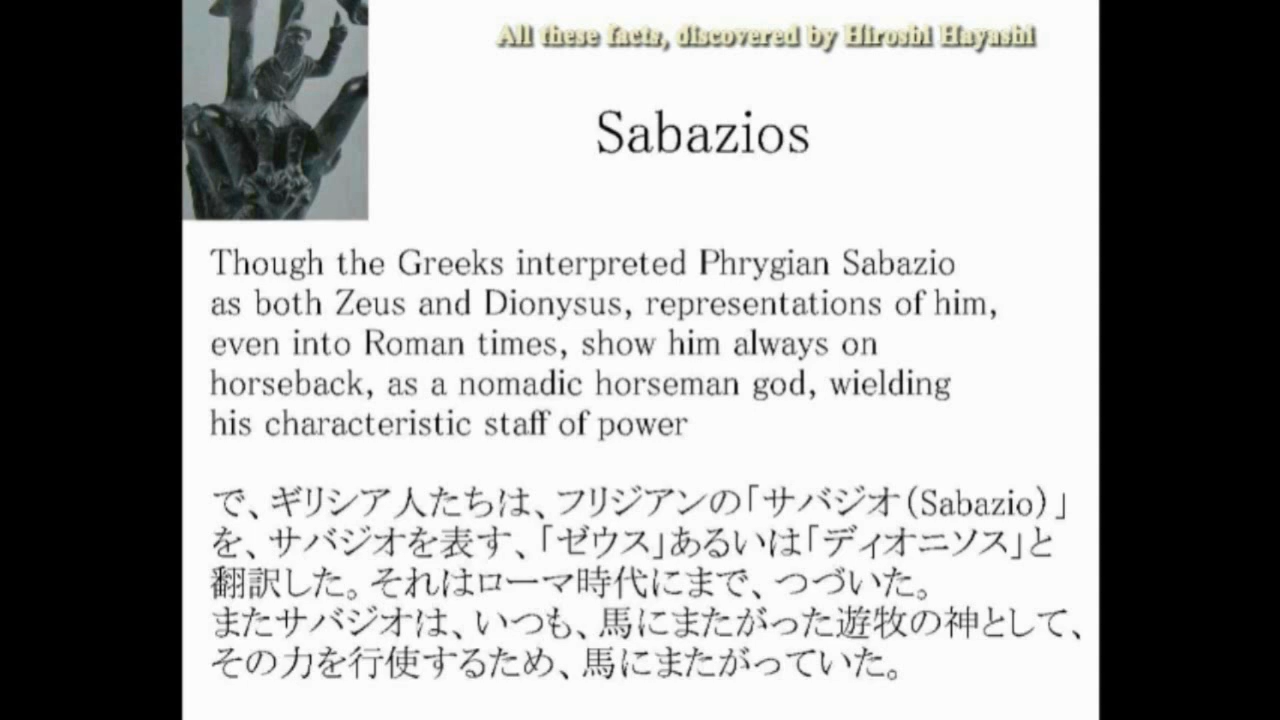 All these facts, discovered by Hiroshi Hayashi
Sabazios
Though the Greeks interpreted Phrygian Sabazio
as both Zeus and Dionysus, representations of him,
even into Roman times, show him always on
horseback, as a nomadic horseman god, wielding
his characteristic staff of power
で、ギリシア人たちは、フリジアンの「サバジオ(Sabazio)」
を、サバジオを表す、「ゼウス」あるいは「ディオニソス」と
翻訳した。それはローマ時代にまで、つづいた。
またサバジオは、いつも、馬にまたがった遊牧の神として、
その力を行使するため、馬にまたがっていた。